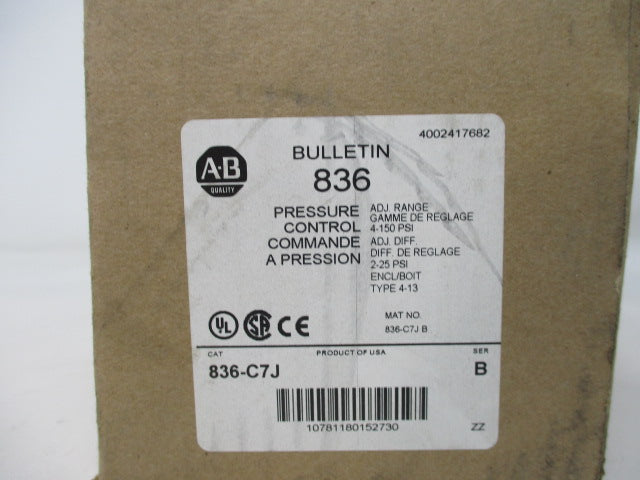 4002417682
A·B
QUALITY
BULLETIN
836
PRESSURE
CONTROL
COMMANDE
A PRESSION
ADJ. RANGE
GAMME DE REGLAGE
4-150 PSI
ADJ. DIFF.
DIFF. DE REGLAGE
2-25 PSI
ENCL/BOIT
TYPE 4-13
UL
SA
CE
MAT NO.
836-C7J B
CAT
PRODUCT OF USA
SER
836-C7J
B
10781180152730
ZZ